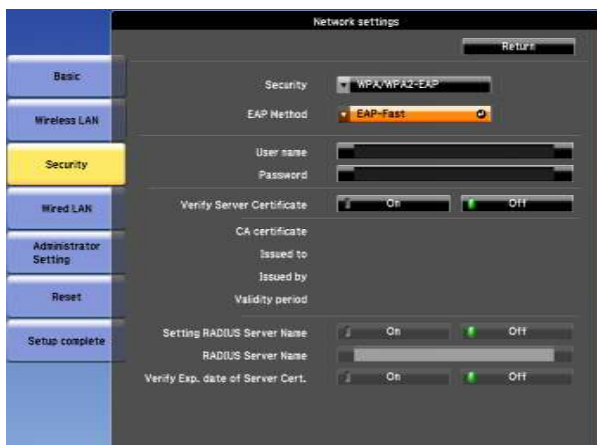 Network settings
Return
Basic
Wireless LAN
Security
Wired LAN
Administrator
Setting
Reset
Setup complete
Security WPA/WPA2-EAP
EAP Method EAP-Fast
User name
Password
Verify Server Certificate On Off
CA certificate
Issued to
Issued by
Validity period
Setting RADIUS Server Name On Off
RADIUS Server Name
Verify Exp. date of Server Cert. On Off